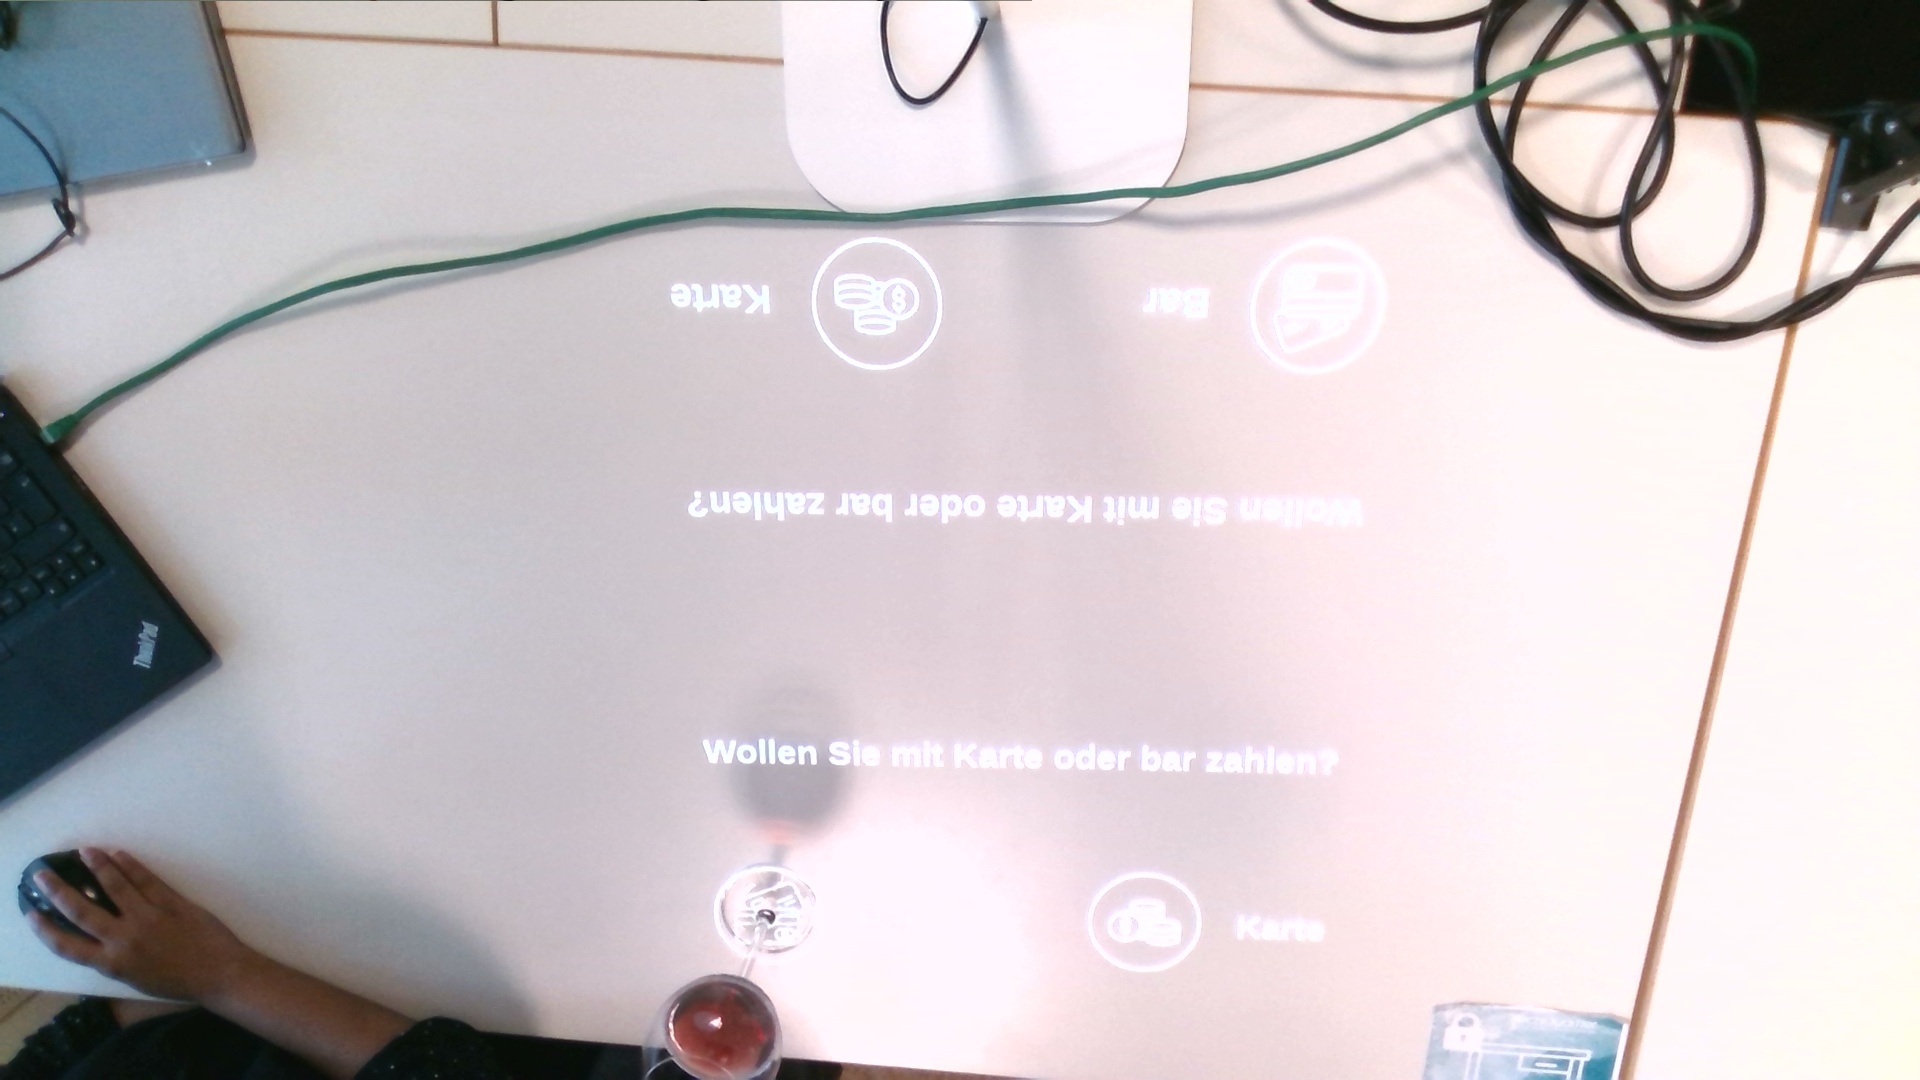 Karte
Bar
Wollen Sie mit Karte oder bar zahlen?
ThinkPad
Wollen Sie mit Karte oder bar zahlen?
Karte